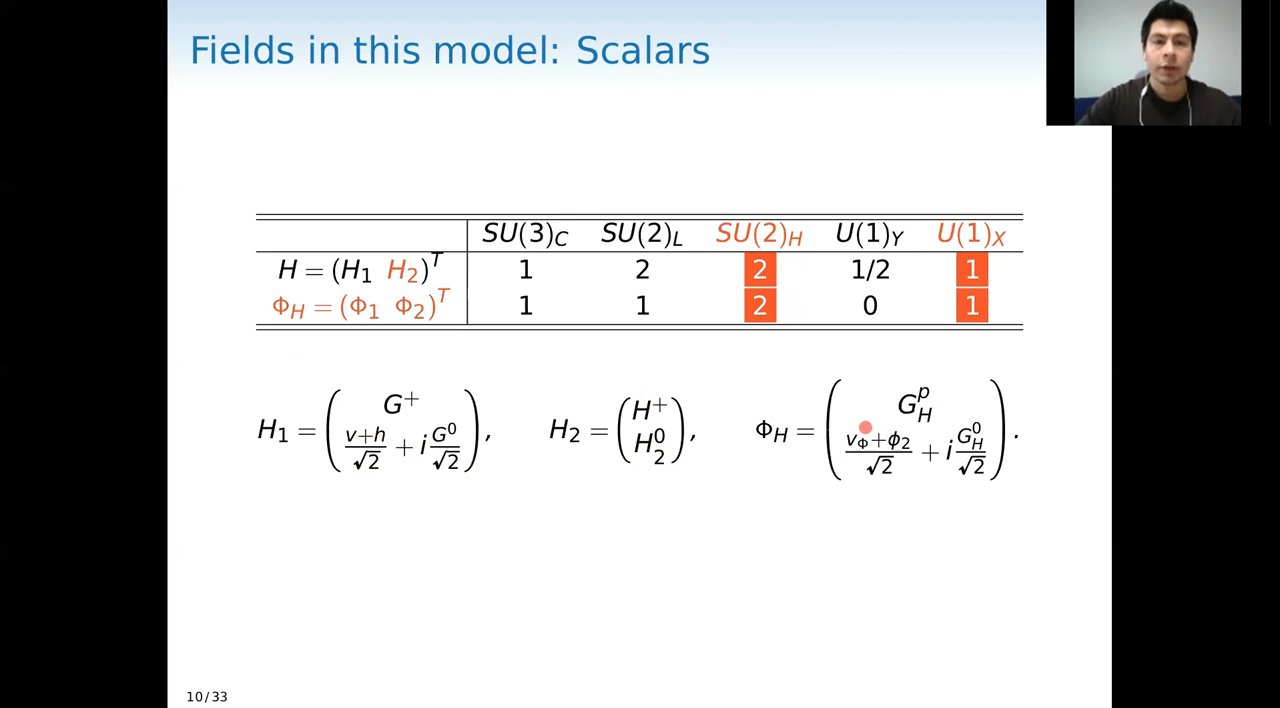 Fields in this model: Scalars
SU(3)_C SU(2)_L SU(2)_H U(1)_Y U(1)_X
H = (H_1 H_2)^T 1 2 2 1/2 1
Φ_H = (Φ_1 Φ_2)^T 1 1 2 0 1
H_1 = ( G^+ ; (v+h)/√2 + i G^0/√2 ), H_2 = ( H^+ ; H_2^0 ), Φ_H = ( G_H^p ; (v_Φ+ϕ_2)/√2 + i G_H^0/√2 ).
10/33